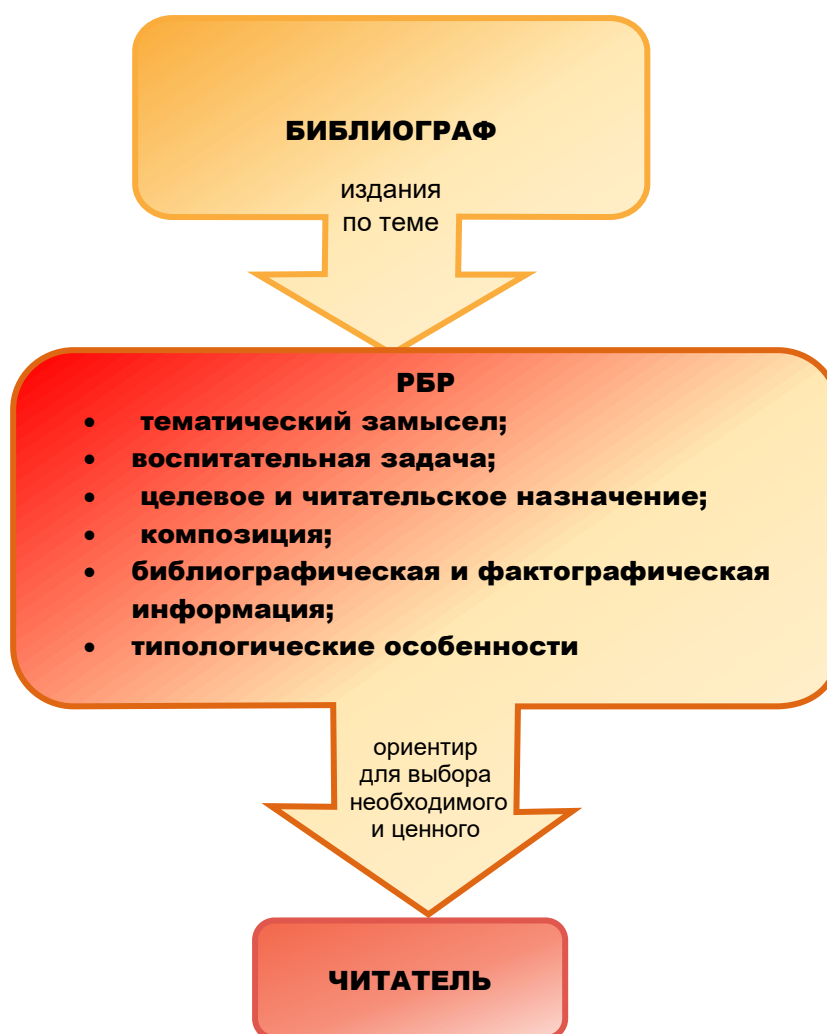 БИБЛИОГРАФ
издания
по теме
РБР
• тематический замысел;
• воспитательная задача;
• целевое и читательское назначение;
• композиция;
• библиографическая и фактографическая
информация;
• типологические особенности
ориентир
для выбора
необходимого
и ценного
ЧИТАТЕЛЬ